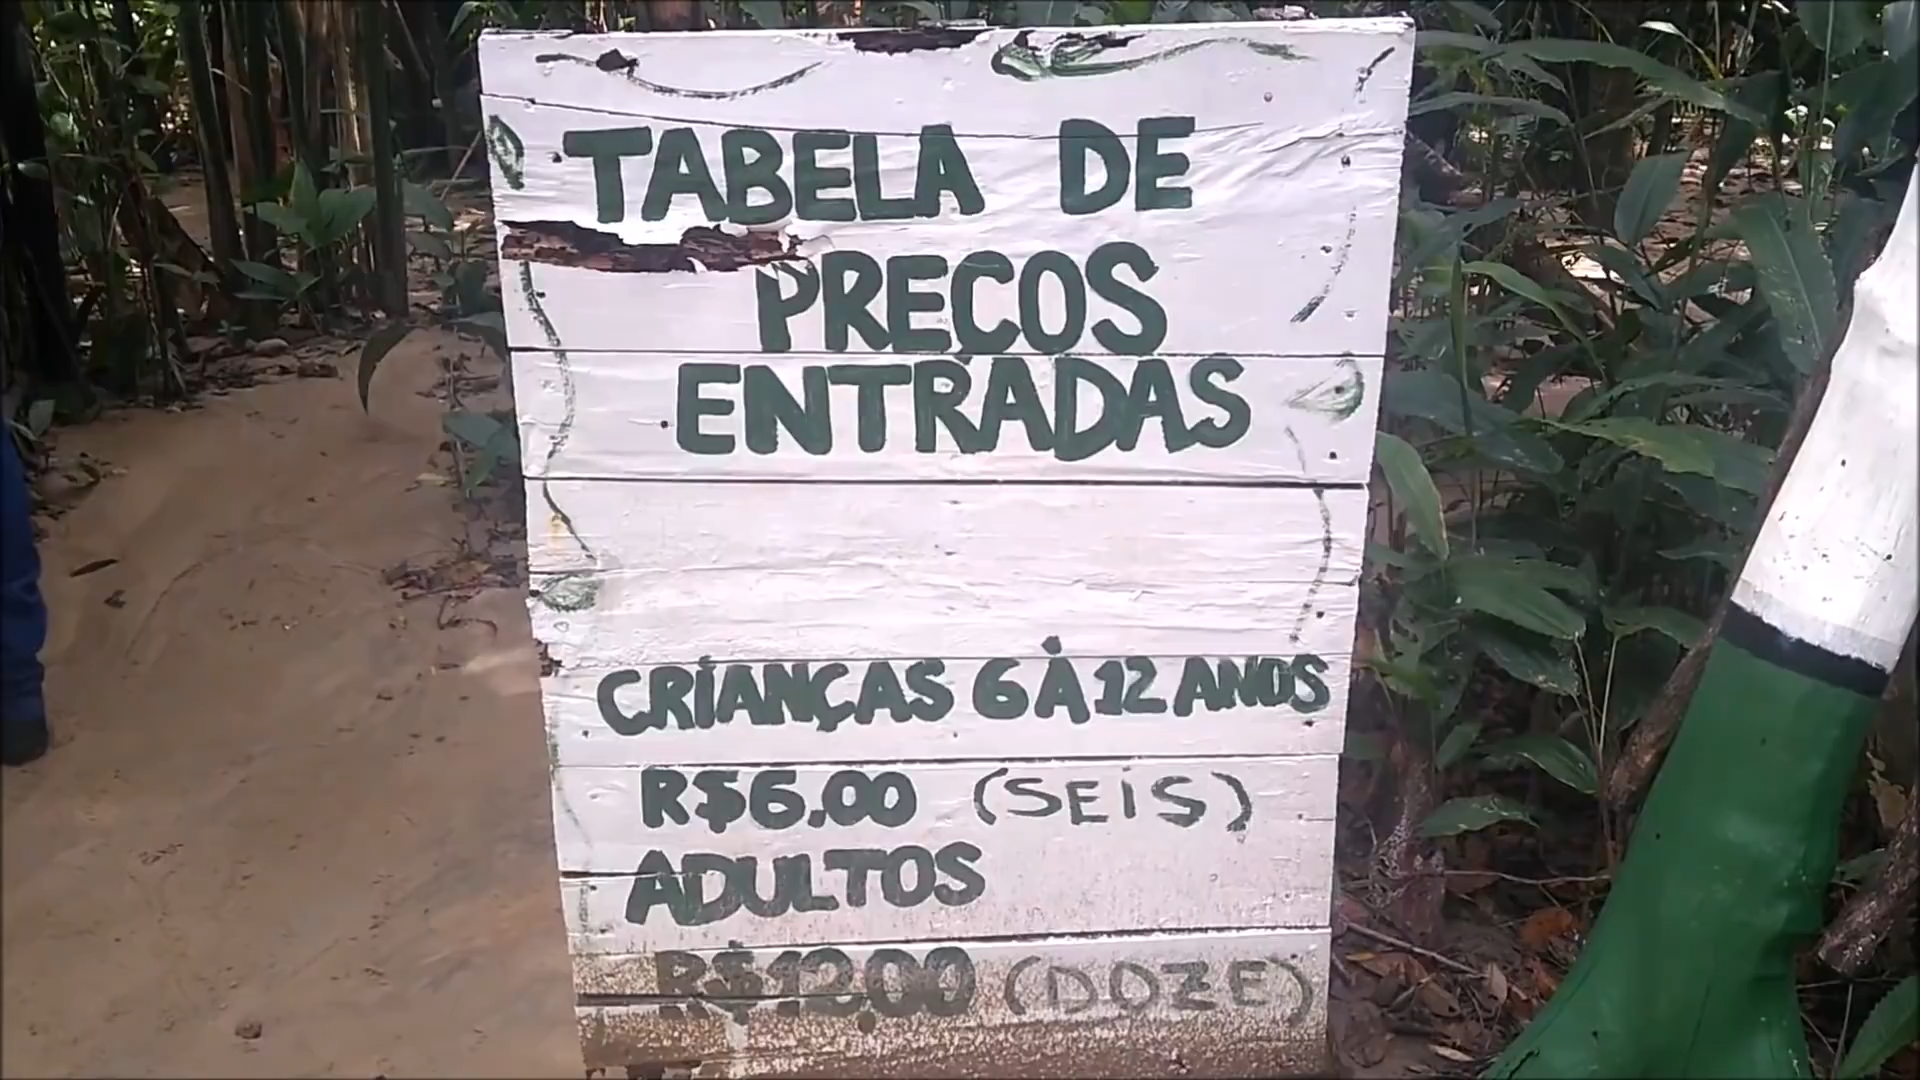 TABELA DE
PREÇOS
ENTRADAS
CRIANÇAS 6 À 12 ANOS
R$6,00 (SEIS)
ADULTOS
R$12,00 (DOZE)